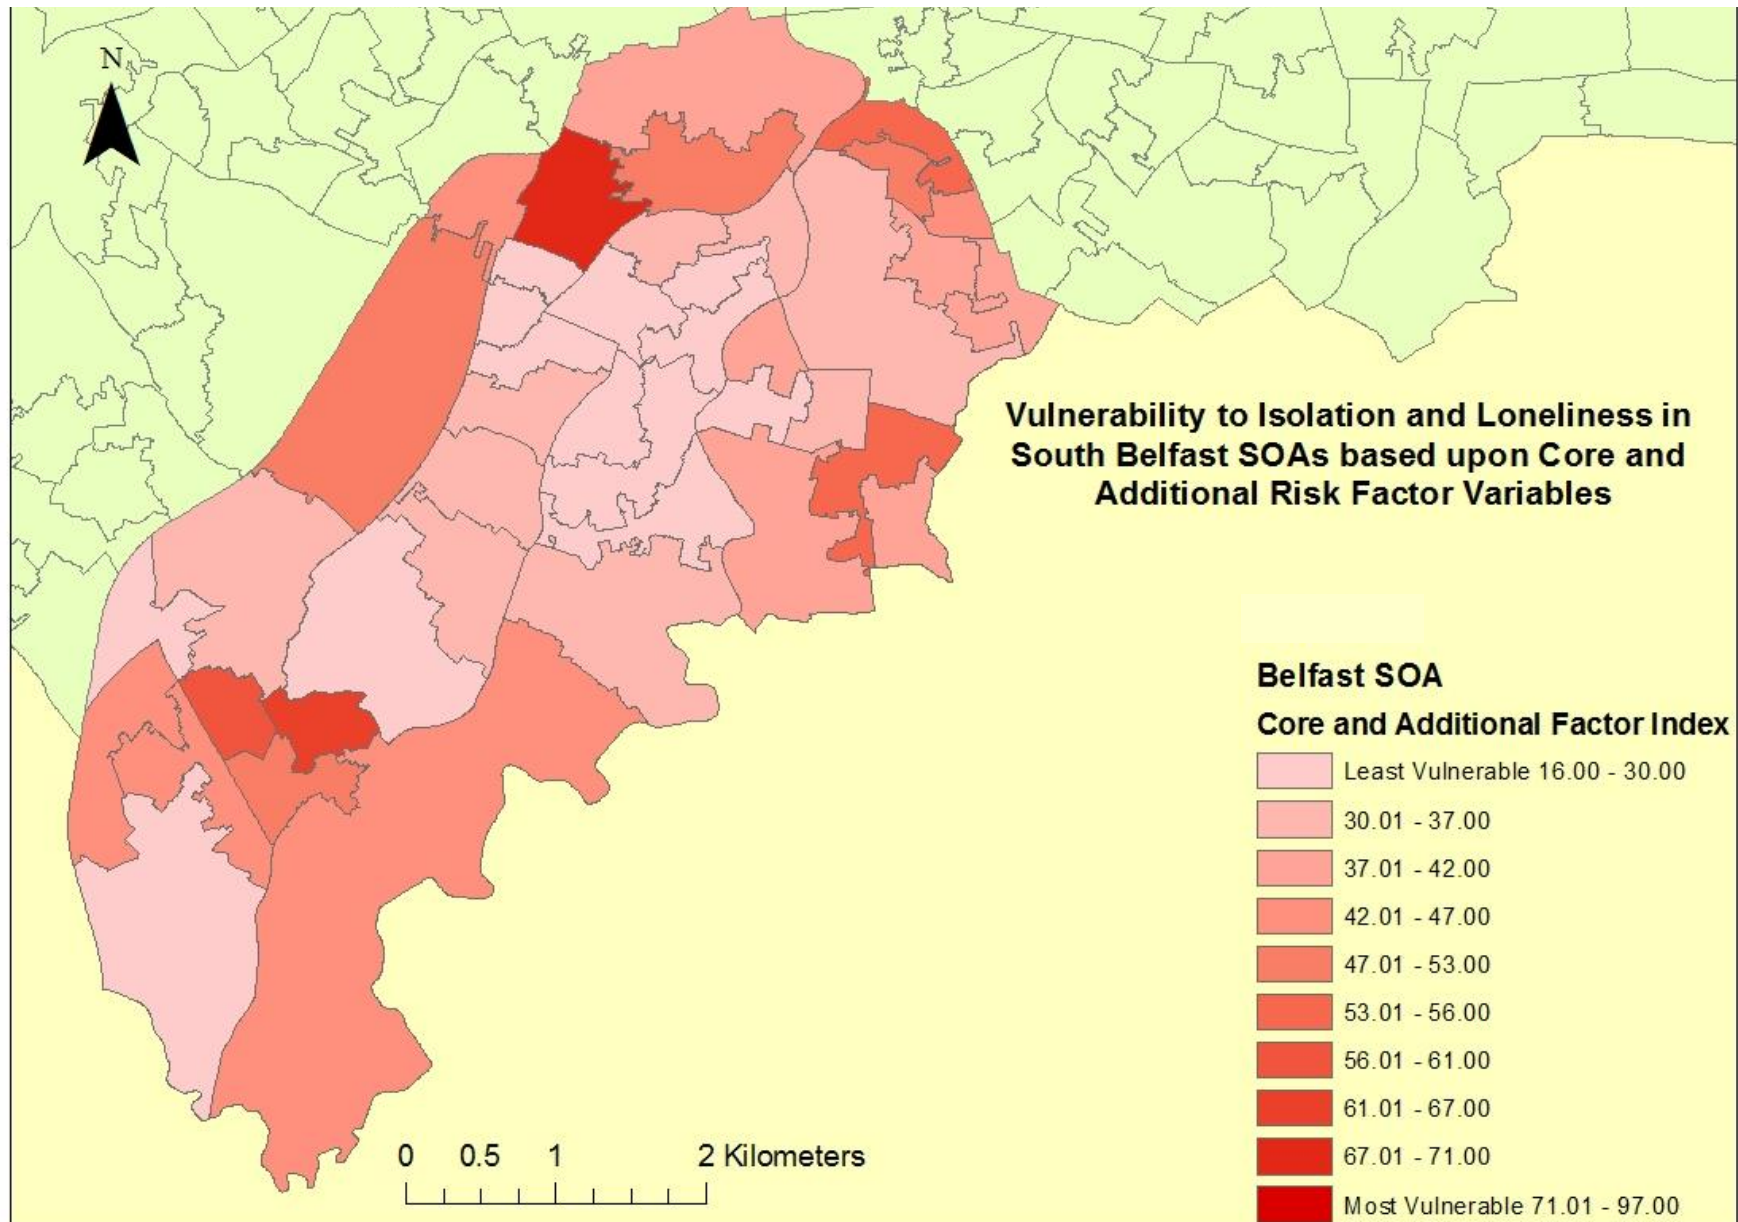 N
Vulnerability to Isolation and Loneliness in
South Belfast SOAs based upon Core and
Additional Risk Factor Variables
Belfast SOA
Core and Additional Factor Index
Least Vulnerable 16.00 - 30.00
30.01 - 37.00
37.01 - 42.00
42.01 - 47.00
47.01 - 53.00
53.01 - 56.00
56.01 - 61.00
61.01 - 67.00
67.01 - 71.00
Most Vulnerable 71.01 - 97.00
0 0.5 1 2 Kilometers